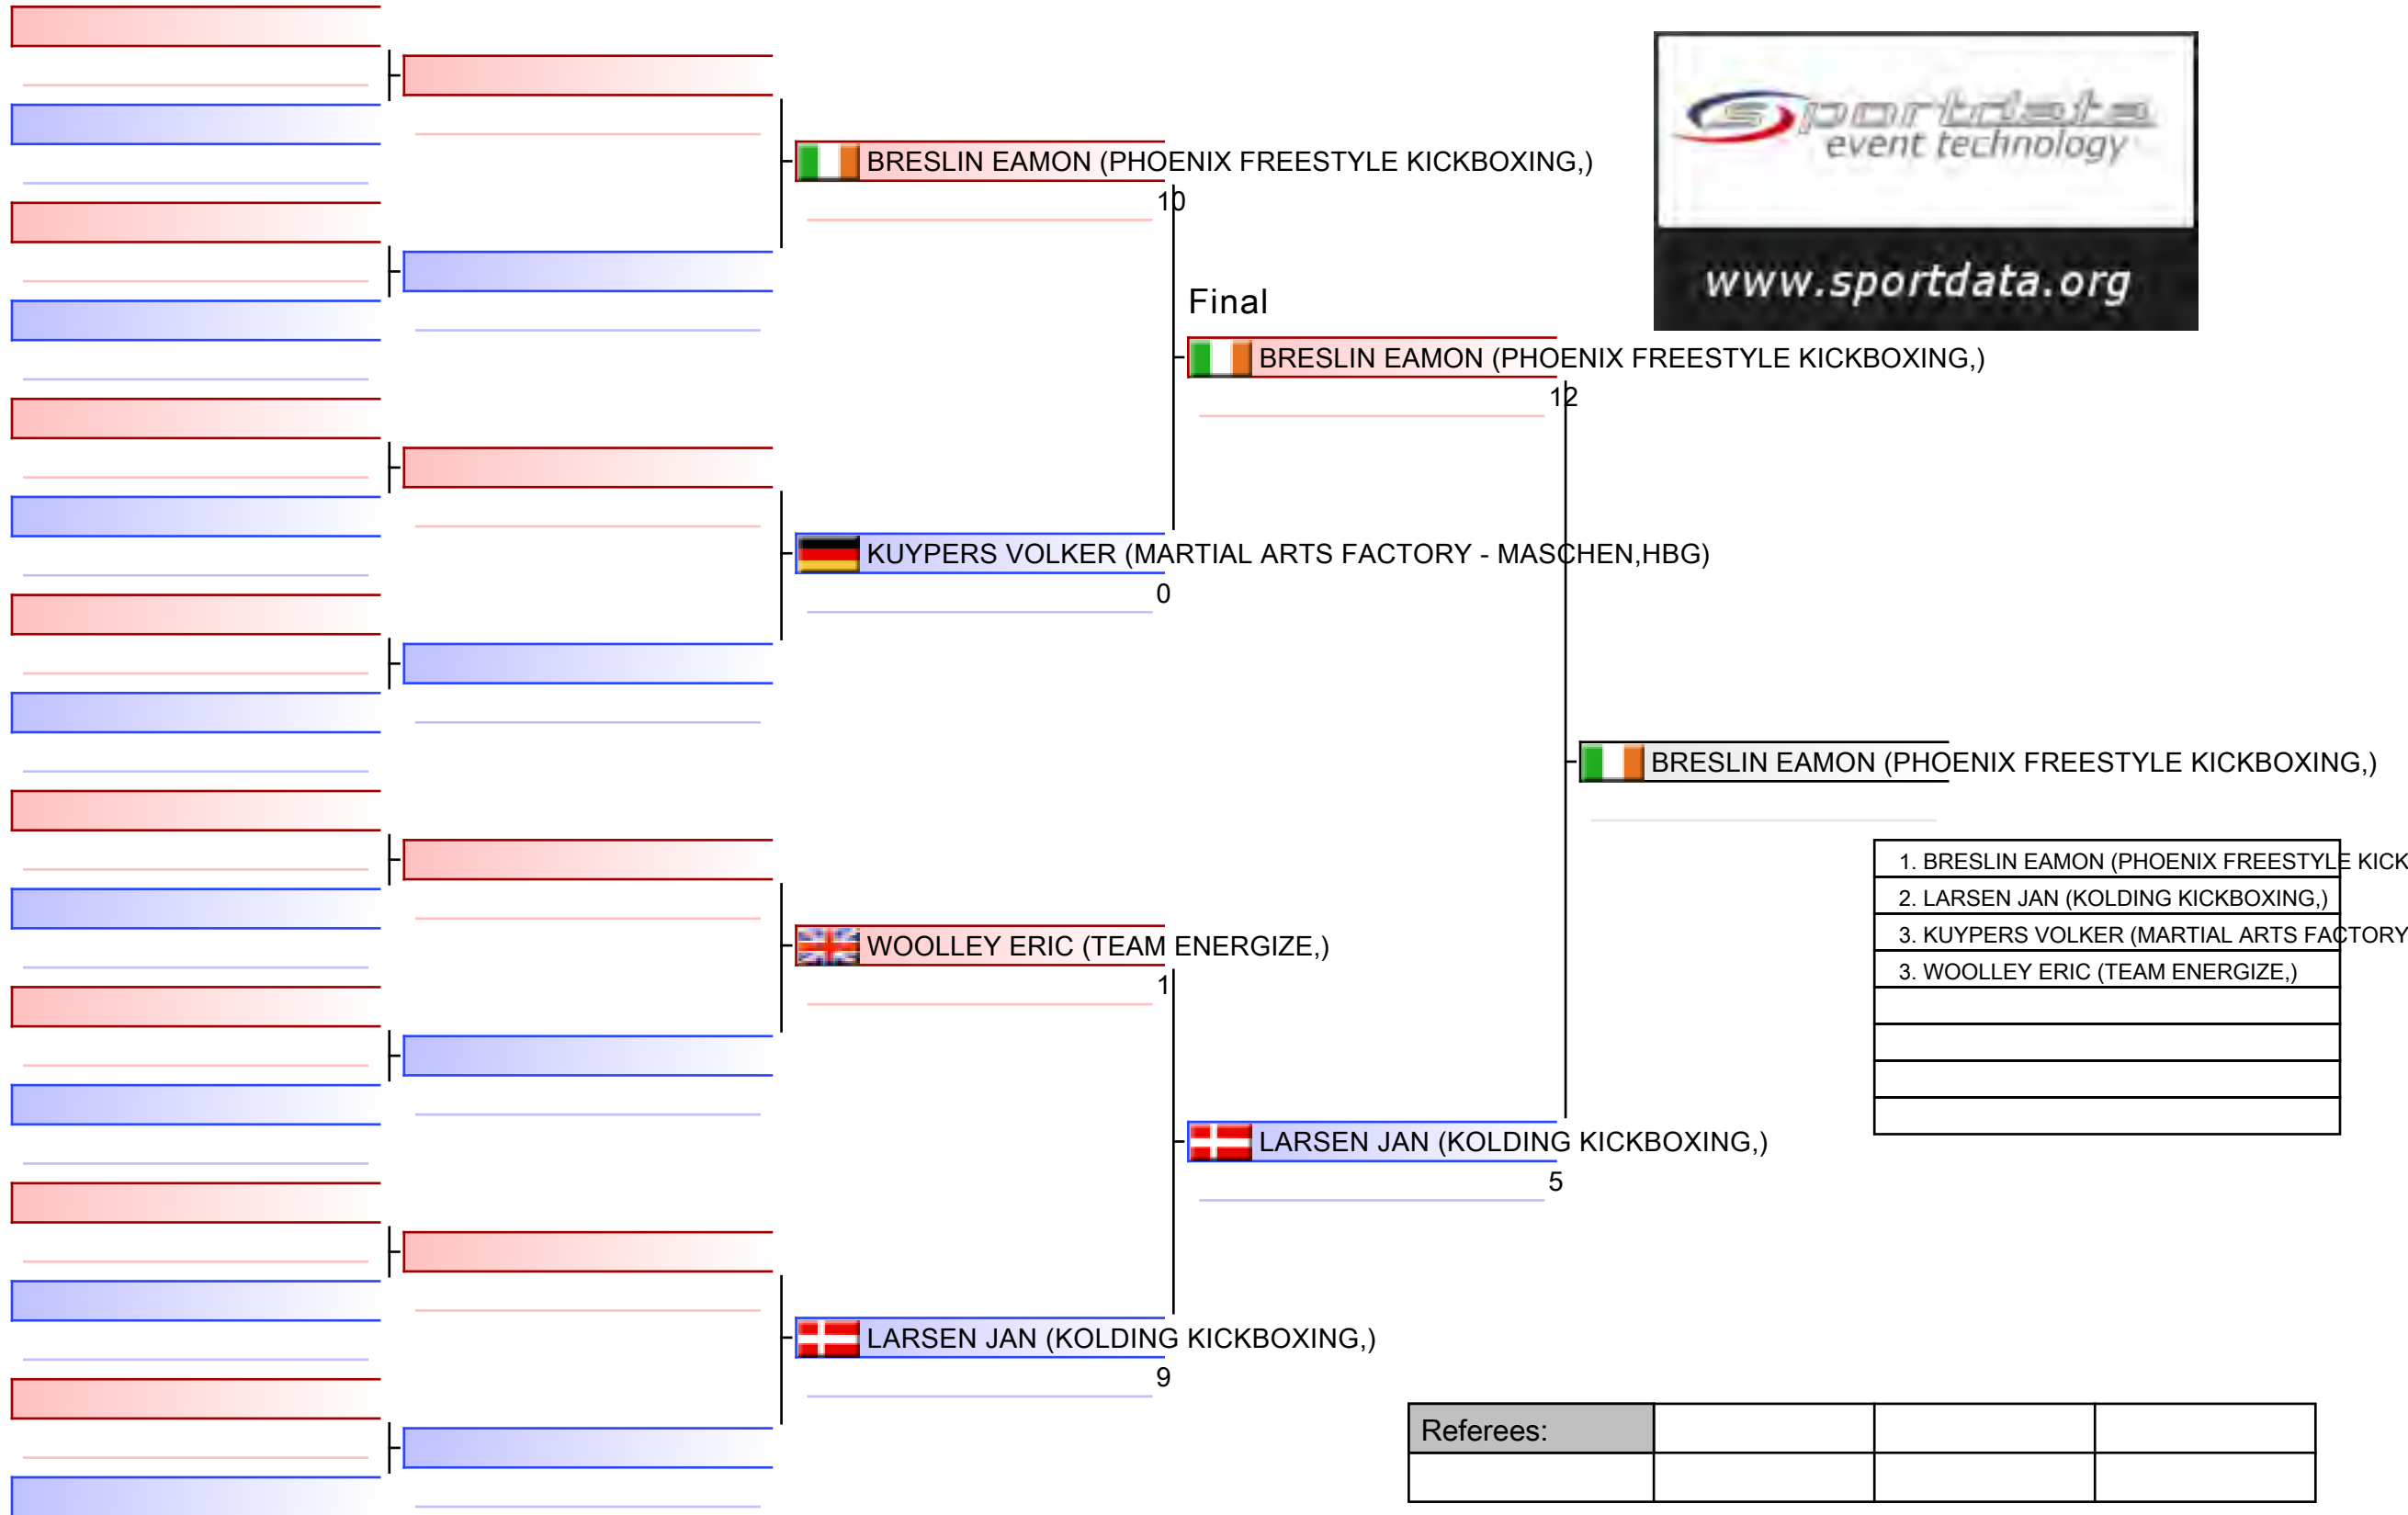 sportdata
event technology
www.sportdata.org
BRESLIN EAMON (PHOENIX FREESTYLE KICKBOXING,)
10
Final
BRESLIN EAMON (PHOENIX FREESTYLE KICKBOXING,)
12
KUYPERS VOLKER (MARTIAL ARTS FACTORY - MASCHEN,HBG)
0
BRESLIN EAMON (PHOENIX FREESTYLE KICKBOXING,)
1. BRESLIN EAMON (PHOENIX FREESTYLE KICK
2. LARSEN JAN (KOLDING KICKBOXING,)
3. KUYPERS VOLKER (MARTIAL ARTS FACTORY
3. WOOLLEY ERIC (TEAM ENERGIZE,)
WOOLLEY ERIC (TEAM ENERGIZE,)
1
LARSEN JAN (KOLDING KICKBOXING,)
5
LARSEN JAN (KOLDING KICKBOXING,)
9
Referees: